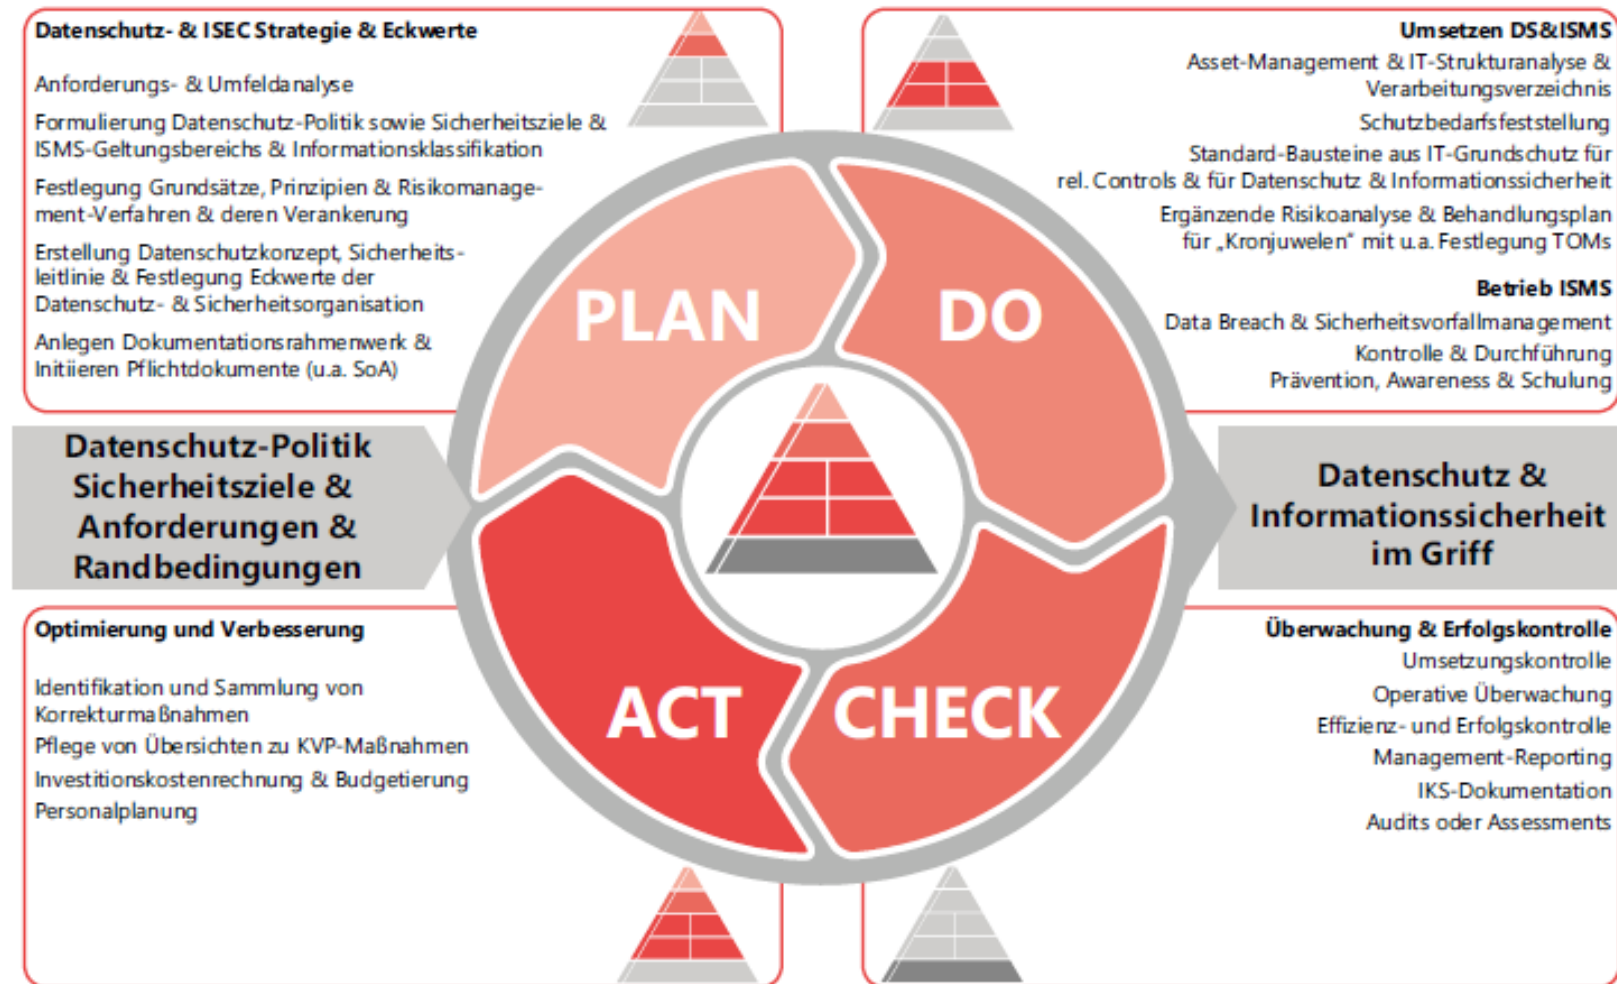 Datenschutz- & ISEC Strategie & Eckwerte
Anforderungs- & Umfeldanalyse
Formulierung Datenschutz-Politik sowie Sicherheitsziele &
ISMS-Geltungsbereichs & Informationsklassifikation
Festlegung Grundsätze, Prinzipien & Risikomanage-
ment-Verfahren & deren Verankerung
Erstellung Datenschutzkonzept, Sicherheits-
leitlinie & Festlegung Eckwerte der
Datenschutz- & Sicherheitsorganisation
Anlegen Dokumentationsrahmenwerk &
Initiieren Pflichtdokumente (u.a. SoA)
Umsetzen DS&ISMS
Asset-Management & IT-Strukturanalyse &
Verarbeitungsverzeichnis
Schutzbedarfsfeststellung
Standard-Bausteine aus IT-Grundschutz für
rel. Controls & für Datenschutz & Informationssicherheit
Ergänzende Risikoanalyse & Behandlungsplan
für „Kronjuwelen“ mit u.a. Festlegung TOMs
Betrieb ISMS
Data Breach & Sicherheitsvorfallmanagement
Kontrolle & Durchführung
Prävention, Awareness & Schulung
PLAN
DO
Datenschutz-Politik
Sicherheitsziele &
Anforderungen &
Randbedingungen
Datenschutz &
Informationssicherheit
im Griff
ACT
CHECK
Optimierung und Verbesserung
Identifikation und Sammlung von
Korrekturmaßnahmen
Pflege von Übersichten zu KVP-Maßnahmen
Investitionskostenrechnung & Budgetierung
Personalplanung
Überwachung & Erfolgskontrolle
Umsetzungskontrolle
Operative Überwachung
Effizienz- und Erfolgskontrolle
Management-Reporting
IKS-Dokumentation
Audits oder Assessments